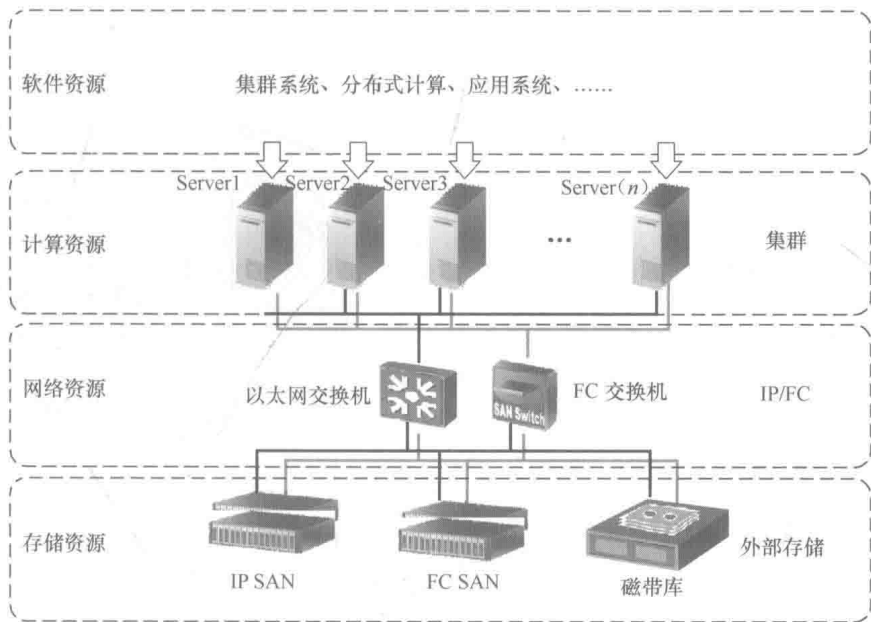 软件资源
集群系统、分布式计算、应用系统、……
Server1
Server2
Server3
Server(n)
计算资源
…
集群
网络资源
以太网交换机
SAN Switch
FC 交换机
IP/FC
存储资源
外部存储
IP SAN
FC SAN
磁带库